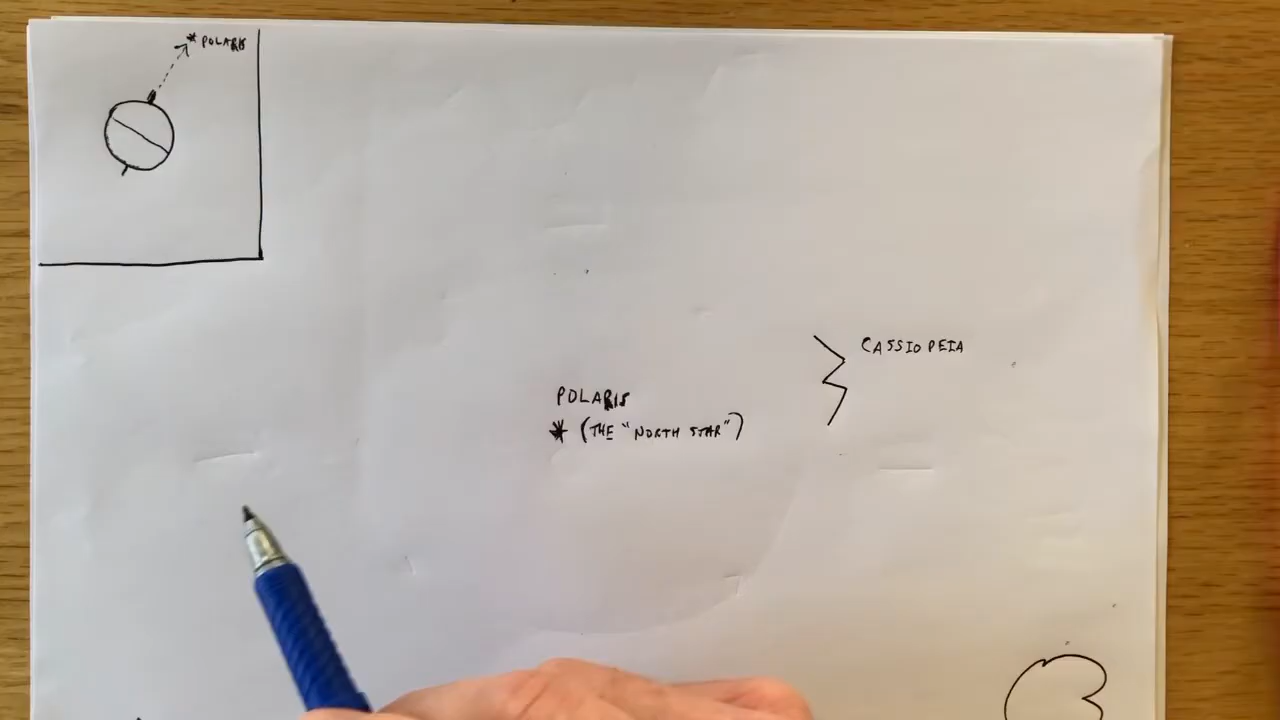 * POLARIS
CASSIOPEIA
POLARIS
* (THE "NORTH STAR")